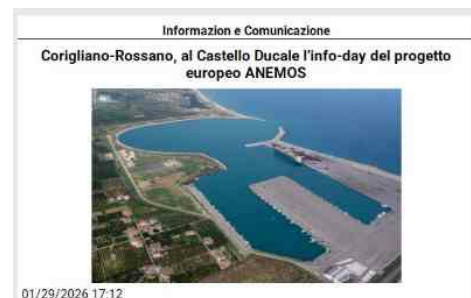 Informazion e Comunicazione
Corigliano-Rossano, al Castello Ducale l'info-day del progetto
europeo ANEMOS
01/29/2026 17:12